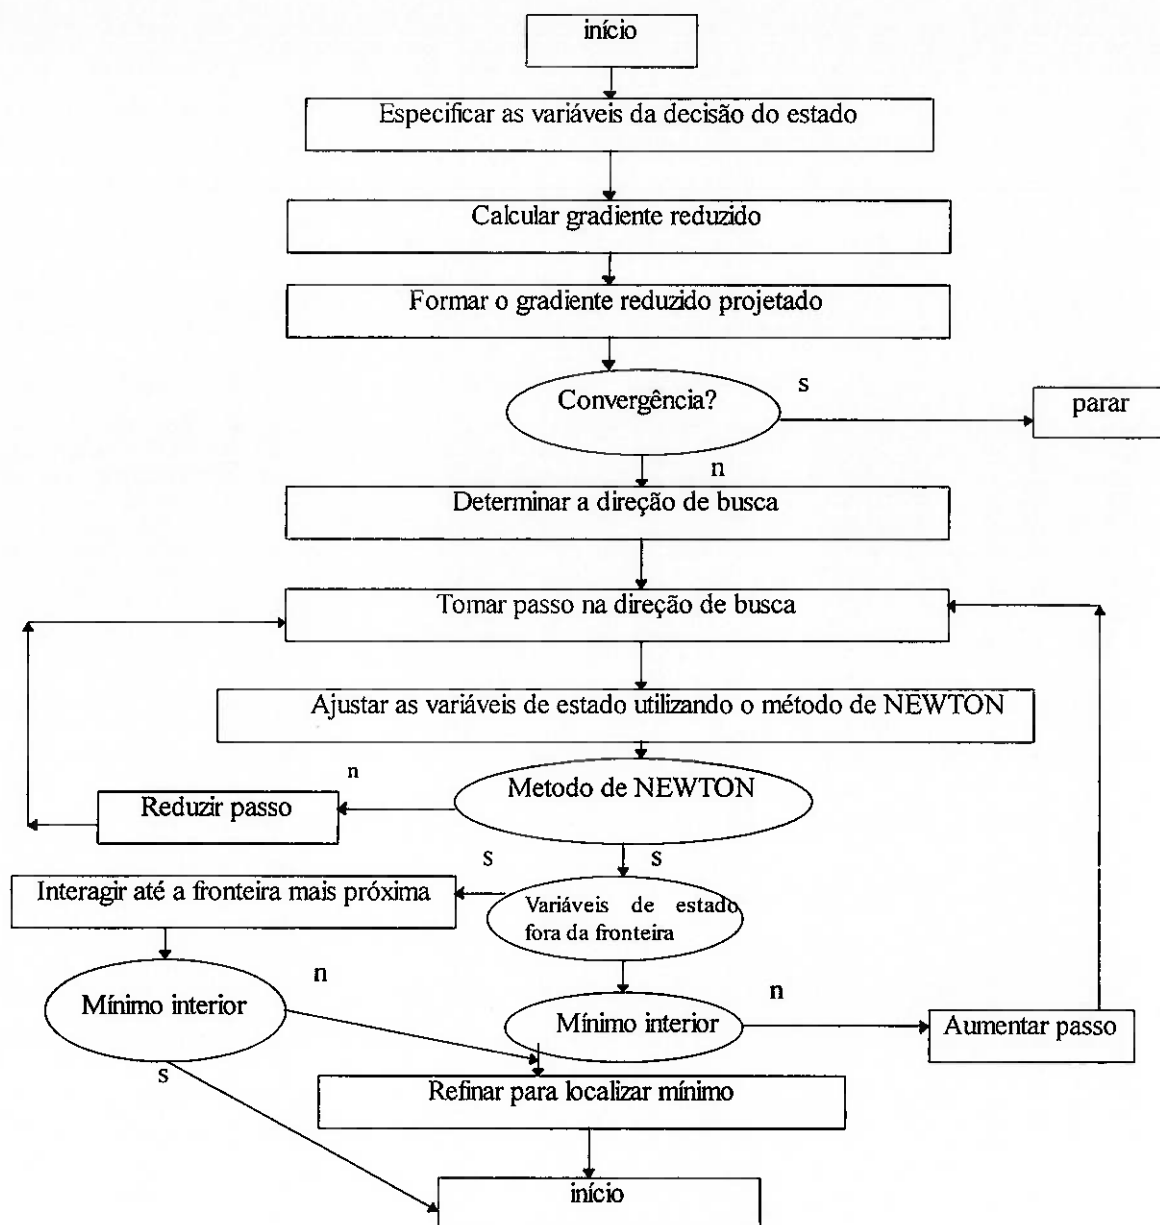 início
Especificar as variáveis da decisão do estado
Calcular gradiente reduzido
Formar o gradiente reduzido projetado
Convergência?
s
parar
n
Determinar a direção de busca
Tomar passo na direção de busca
Ajustar as variáveis de estado utilizando o método de NEWTON
Metodo de NEWTON
n
Reduzir passo
s
s
Interagir até a fronteira mais próxima
Variáveis de estado
fora da fronteira
Mínimo interior
n
Mínimo interior
n
Aumentar passo
s
Refinar para localizar mínimo
início